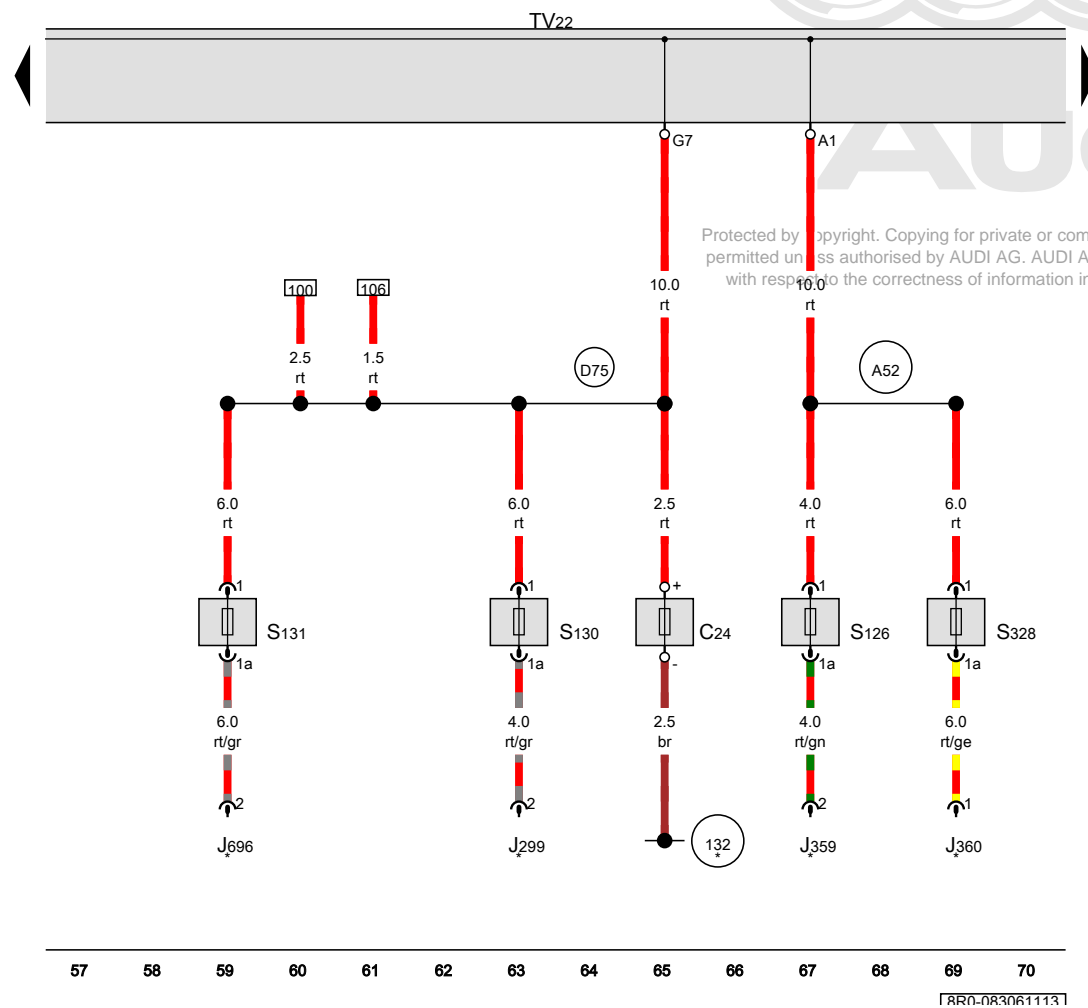 TV22
G7
A1
AU
Protected by opyright. Copying for private or com
permitted un ss authorised by AUDI AG. AUDI A
with respect to the correctness of information in
100
106
10.0
rt
10.0
rt
2.5
rt
1.5
rt
D75
A52
6.0
rt
6.0
rt
2.5
rt
4.0
rt
6.0
rt
1
1
+
1
1
S131
S130
C24
S126
S328
1a
1a
-
1a
1a
6.0
rt/gr
4.0
rt/gr
2.5
br
4.0
rt/gn
6.0
rt/ge
2
2
2
1
J696
*
J299
*
132
*
J359
*
J360
*
57 58 59 60 61 62 63 64 65 66 67 68 69 70
8R0-083061113